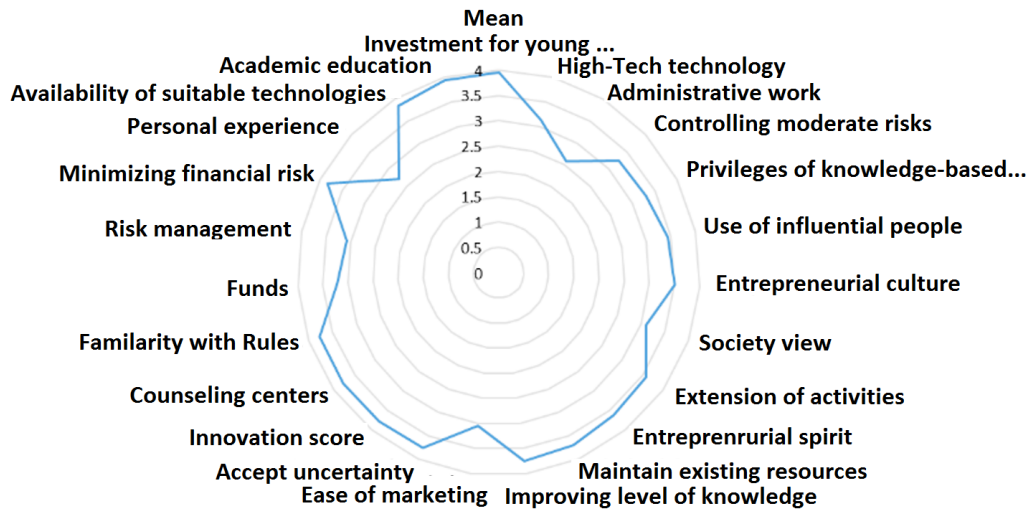 Mean
Investment for young ...
Academic education
High-Tech technology
Availability of suitable technologies
Administrative work
Personal experience
Controlling moderate risks
Minimizing financial risk
Privileges of knowledge-based...
Risk management
Use of influential people
Funds
Entrepreneurial culture
Familarity with Rules
Society view
Counseling centers
Extension of activities
Innovation score
Entreprenrurial spirit
Accept uncertainty
Maintain existing resources
Ease of marketing
Improving level of knowledge
4
3.5
3
2.5
2
1.5
1
0.5
0